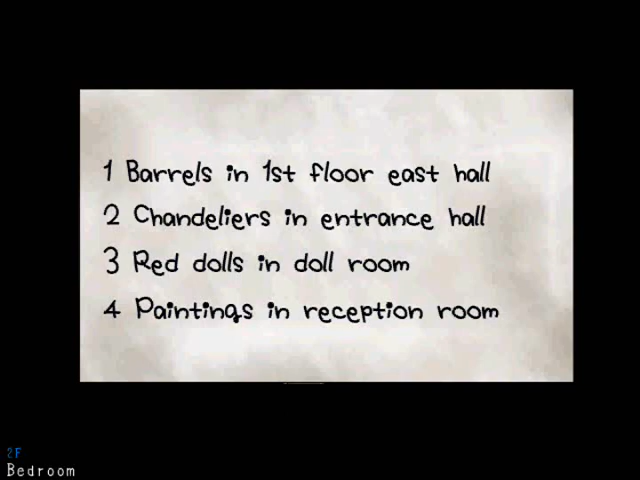 1 Barrels in 1st floor east hall
2 Chandeliers in entrance hall
3 Red dolls in doll room
4 Paintings in reception room
2F
Bedroom